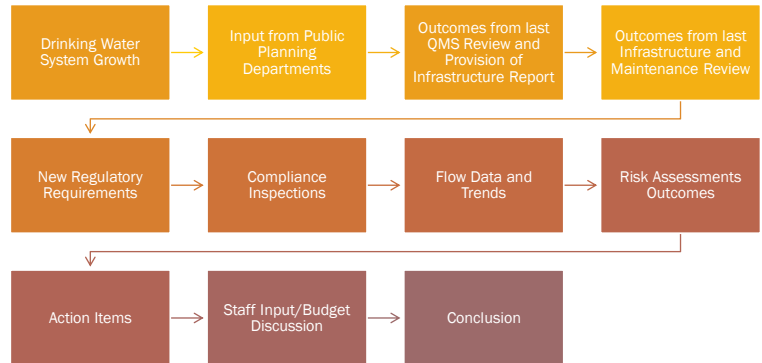 Drinking Water
System Growth
Input from Public
Planning
Departments
Outcomes from last
QMS Review and
Provision of
Infrastructure Report
Outcomes from last
Infrastructure and
Maintenance Review
New Regulatory
Requirements
Compliance
Inspections
Flow Data and
Trends
Risk Assessments
Outcomes
Action Items
Staff Input/Budget
Discussion
Conclusion